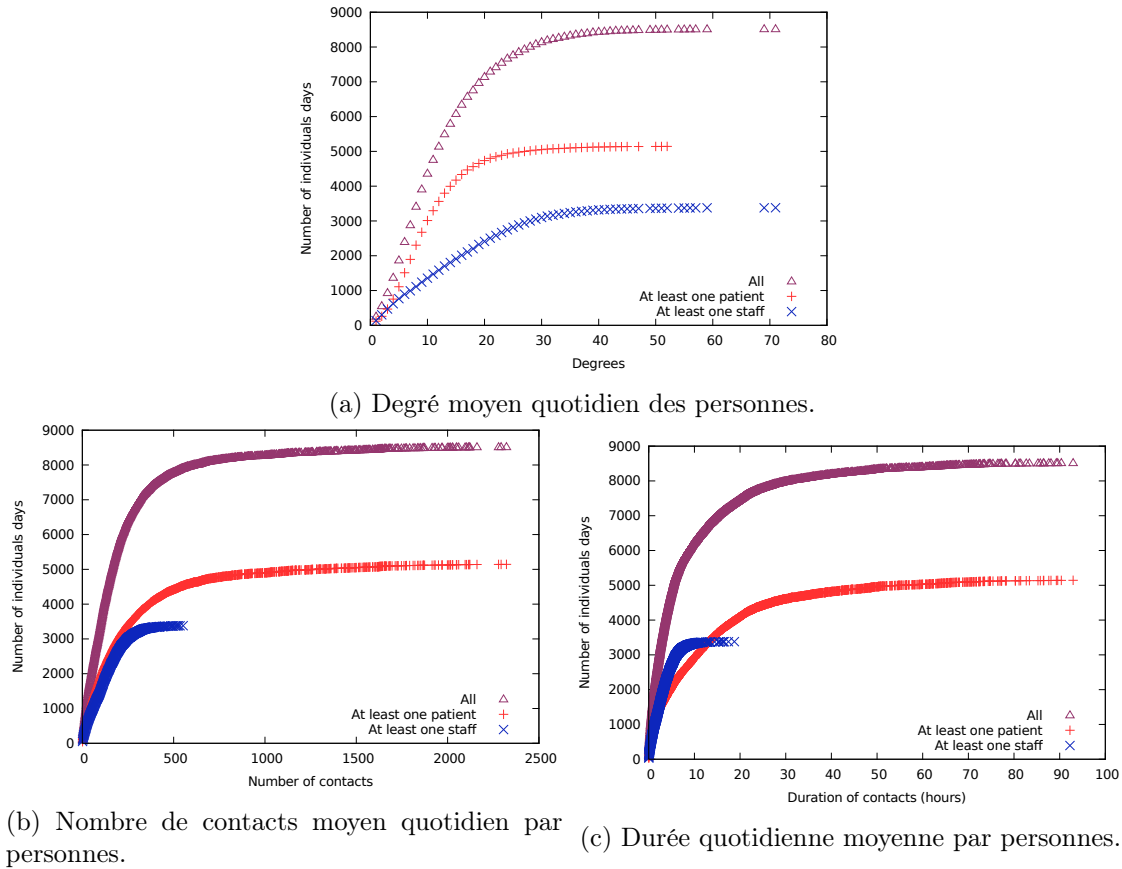 9000
8000
7000
6000
5000
4000
3000
2000
1000
0
Number of individuals days
All
At least one patient
At least one staff
0 10 20 30 40 50 60 70 80
Degrees
(a) Degré moyen quotidien des personnes.
9000
8000
7000
6000
5000
4000
3000
2000
1000
0
Number of individuals days
All
At least one patient
At least one staff
0 500 1000 1500 2000 2500
Number of contacts
(b) Nombre de contacts moyen quotidien par
personnes.
9000
8000
7000
6000
5000
4000
3000
2000
1000
0
Number of individuals days
All
At least one patient
At least one staff
0 10 20 30 40 50 60 70 80 90 100
Duration of contacts (hours)
(c) Durée quotidienne moyenne par personnes.